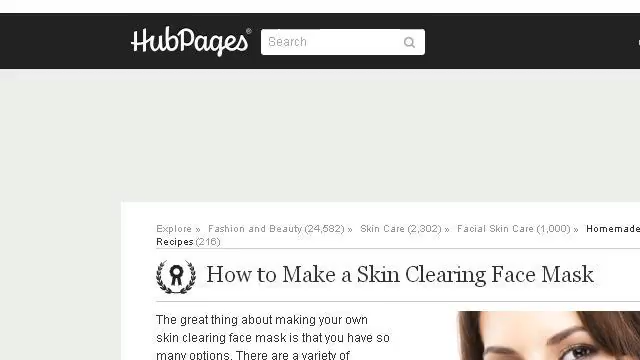 HubPages®
Search
Explore » Fashion and Beauty (24,582) » Skin Care (2,302) » Facial Skin Care (1,000) » Homemade
Recipes (216)
How to Make a Skin Clearing Face Mask
The great thing about making your own
skin clearing face mask is that you have so
many options. There are a variety of